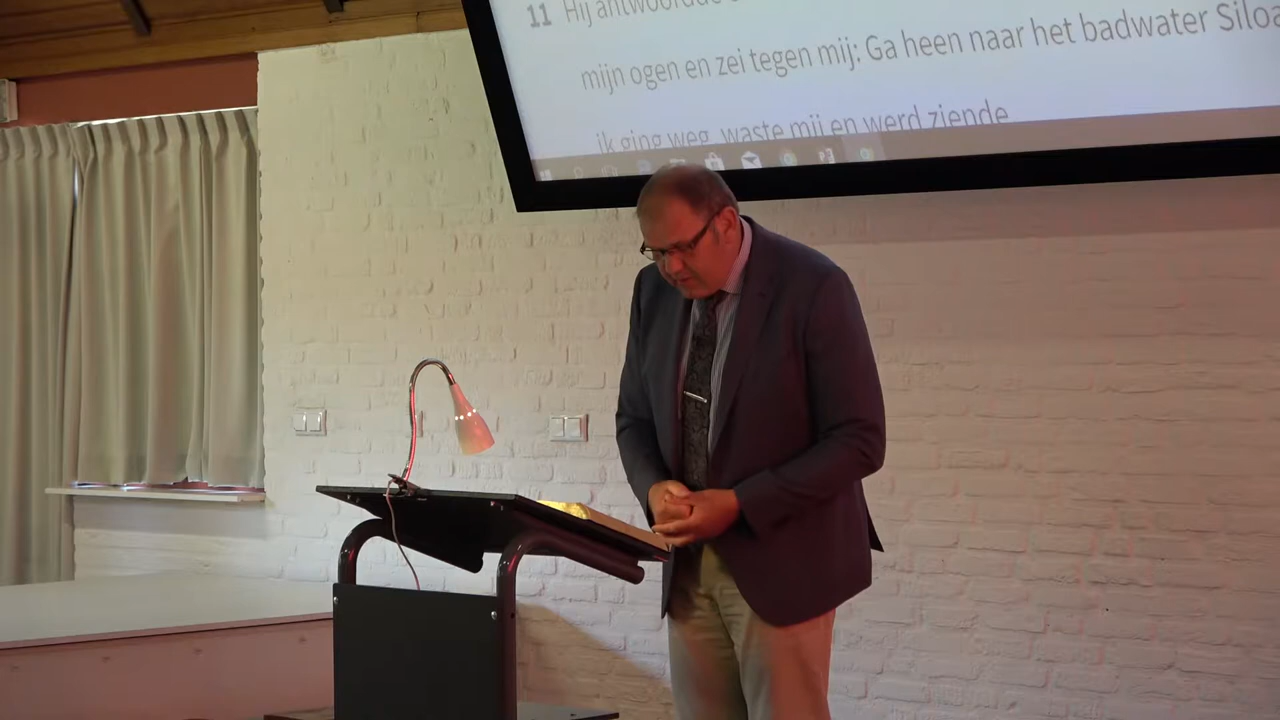 11 Hij antwoordde
mijn ogen en zei tegen mij: Ga heen naar het badwater Siloa
ik ging weg, waste mij en werd ziende